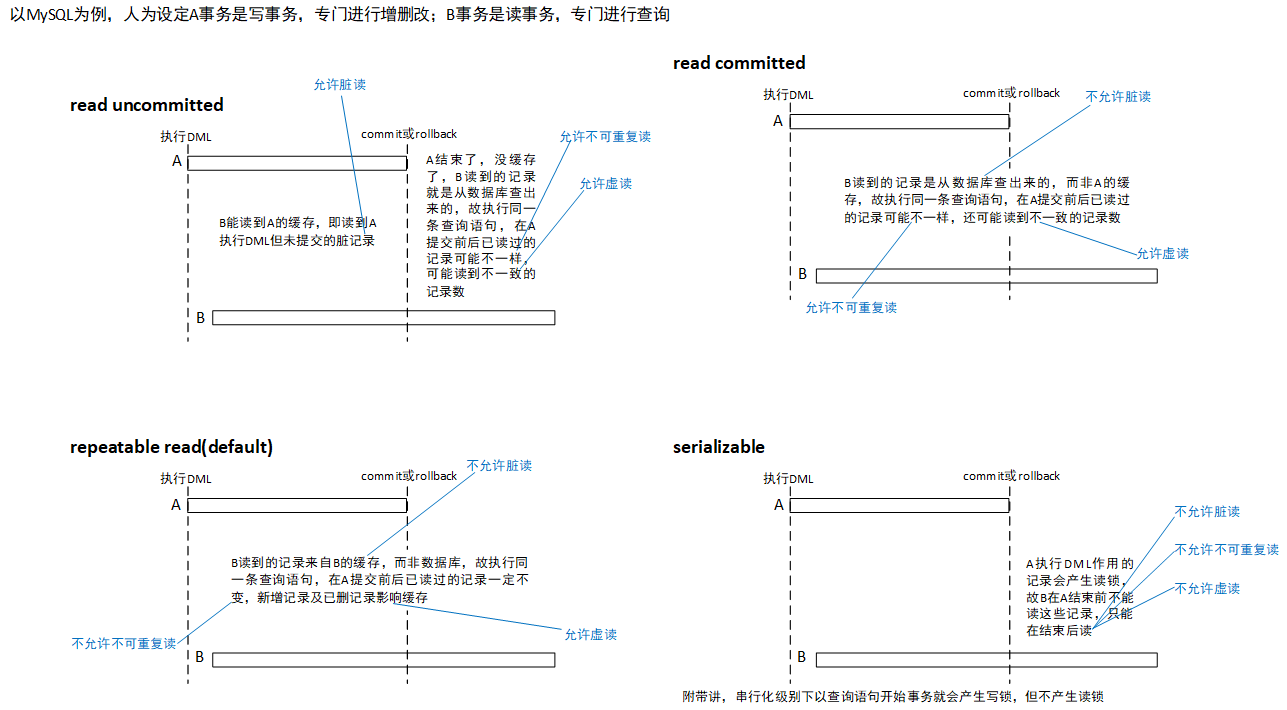 以MySQL为例，人为设定A事务是写事务，专门进行增删改；B事务是读事务，专门进行查询
read uncommitted
允许脏读
执行DML
commit或rollback
A
允许不可重复读
允许虚读
B能读到A的缓存，即读到A
执行DML但未提交的脏记录
A结束了，没缓存
了，B读到的记录
就是从数据库查出
来的，故执行同一
条查询语句，在A
提交前后已读过的
记录可能不一样，
可能读到不一致的
记录数
B
read committed
执行DML
commit或rollback
不允许脏读
A
B读到的记录是从数据库查出来的，而非A的缓
存，故执行同一条查询语句，在A提交前后已读过
的记录可能不一样，还可能读到不一致的记录数
允许虚读
B
允许不可重复读
repeatable read(default)
执行DML
commit或rollback
不允许脏读
A
B读到的记录来自B的缓存，而非数据库，故执行同
一条查询语句，在A提交前后已读过的记录一定不
变，新增记录及已删记录影响缓存
不允许不可重复读
允许虚读
B
serializable
执行DML
commit或rollback
A
不允许脏读
不允许不可重复读
不允许虚读
A执行DML作用的
记录会产生读锁，
故B在A结束前不能
读这些记录，只能
在结束后读
B
附带讲，串行化级别下以查询语句开始事务就会产生写锁，但不产生读锁